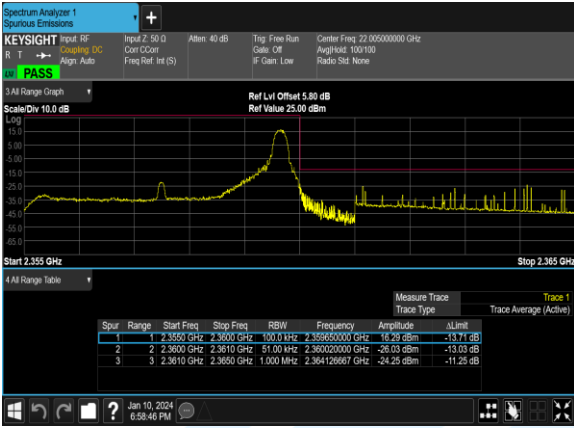 Spectrum Analyzer 1
Spurious Emissions
KEYSIGHT
R T
LW
PASS
Input: RF
Coupling: DC
Align: Auto
Input Z: 50 Ω
Corr CCorr
Freq Ref: Int (S)
Atten: 40 dB
Trig: Free Run
Gate: Off
IF Gain: Low
Center Freq: 22.005000000 GHz
Avg|Hold: 100/100
Radio Std: None
3 All Range Graph
Scale/Div 10.0 dB
Ref Lvl Offset 5.80 dB
Ref Value 25.00 dBm
Log
15.0
5.00
-5.00
-15.0
-25.0
-35.0
-45.0
-55.0
-65.0
Start 2.355 GHz
Stop 2.365 GHz
4 All Range Table
Measure Trace Trace 1
Trace Type Trace Average (Active)
Spur Range Start Freq Stop Freq RBW Frequency Amplitude ΔLimit
1 1 2.3550 GHz 2.3600 GHz 100.0 kHz 2.359650000 GHz 16.29 dBm -13.71 dB
2 2 2.3600 GHz 2.3610 GHz 51.00 kHz 2.360020000 GHz -26.03 dBm -13.03 dB
3 3 2.3610 GHz 2.3650 GHz 1.000 MHz 2.364126667 GHz -24.25 dBm -11.25 dB
?
Jan 10, 2024
6:58:46 PM